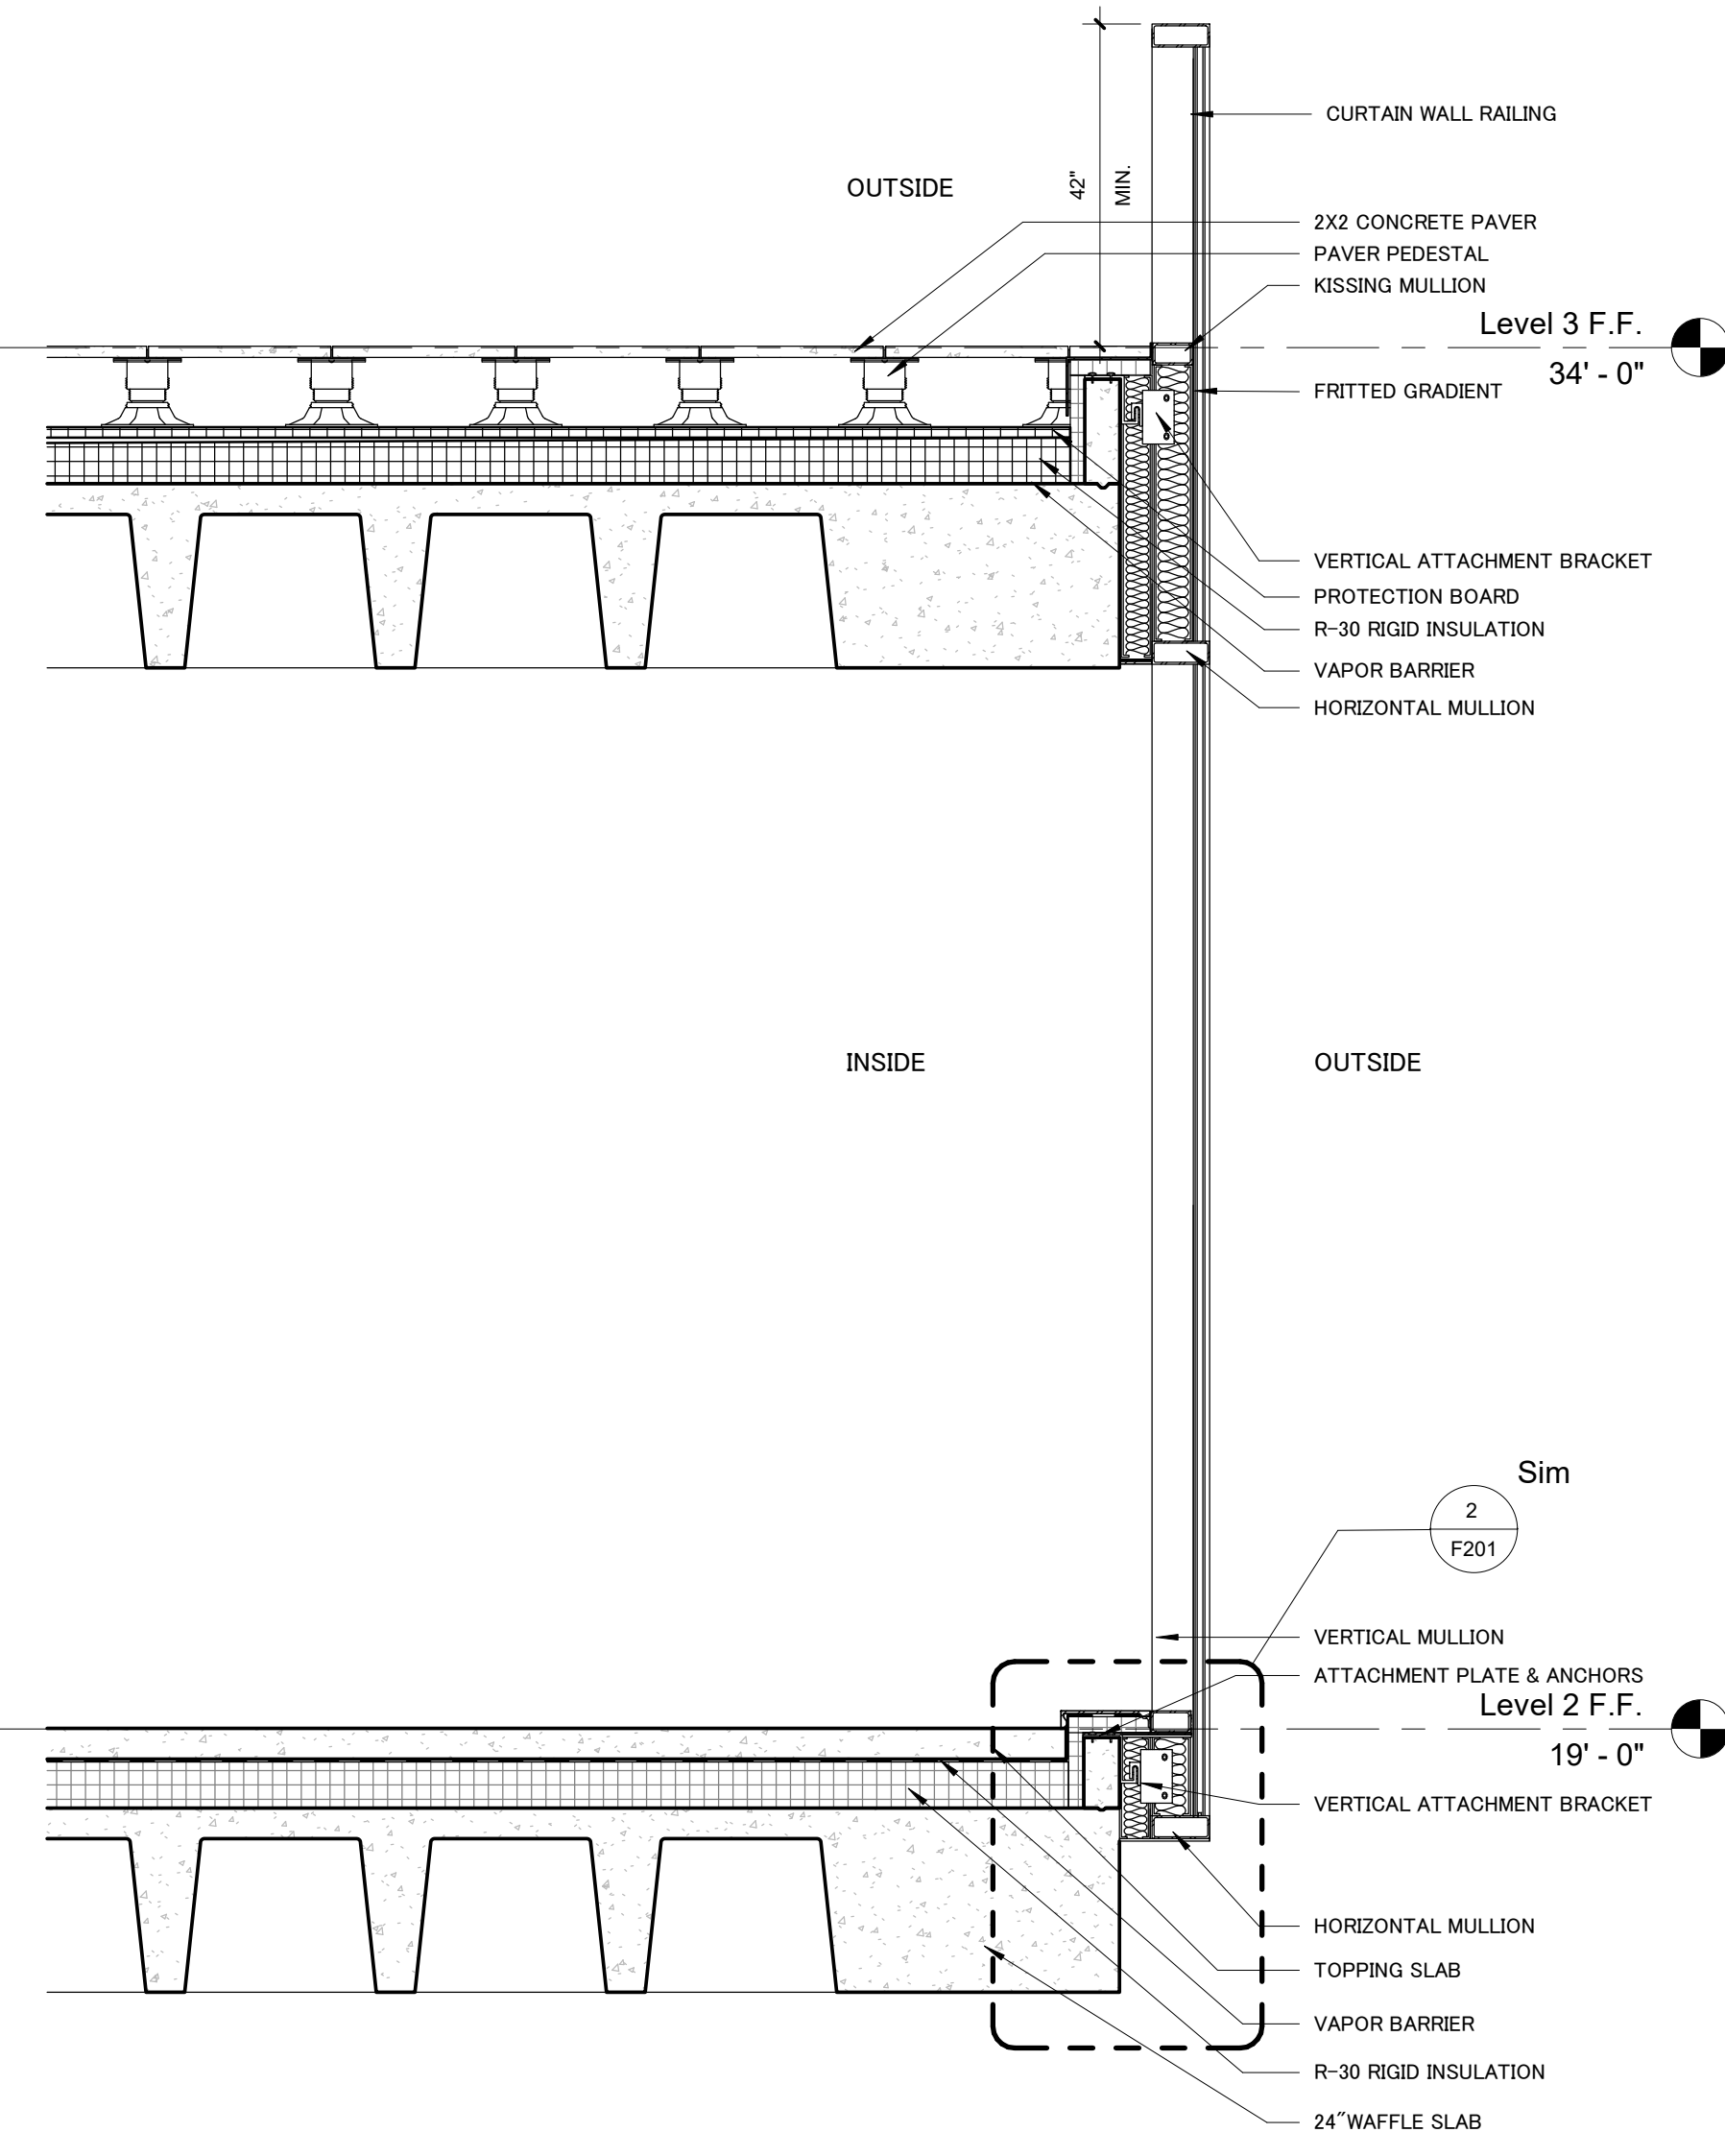 CURTAIN WALL RAILING
OUTSIDE
42"
MIN.
2X2 CONCRETE PAVER
PAVER PEDESTAL
KISSING MULLION
Level 3 F.F.
34' - 0"
FRITTED GRADIENT
VERTICAL ATTACHMENT BRACKET
PROTECTION BOARD
R-30 RIGID INSULATION
VAPOR BARRIER
HORIZONTAL MULLION
INSIDE
OUTSIDE
Sim
2
F201
VERTICAL MULLION
ATTACHMENT PLATE & ANCHORS
Level 2 F.F.
19' - 0"
VERTICAL ATTACHMENT BRACKET
HORIZONTAL MULLION
TOPPING SLAB
VAPOR BARRIER
R-30 RIGID INSULATION
24"WAFFLE SLAB